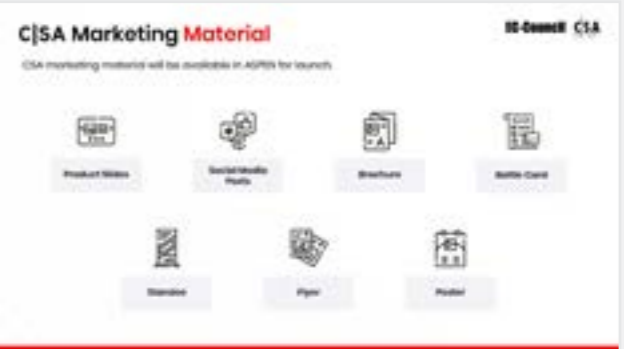 C|SA Marketing Material
EC-Council C|SA
CSA marketing material will be available in ASPEN for launch.
Product Slides
Social Media
Posts
Brochure
Battle Card
Standee
Flyer
Poster